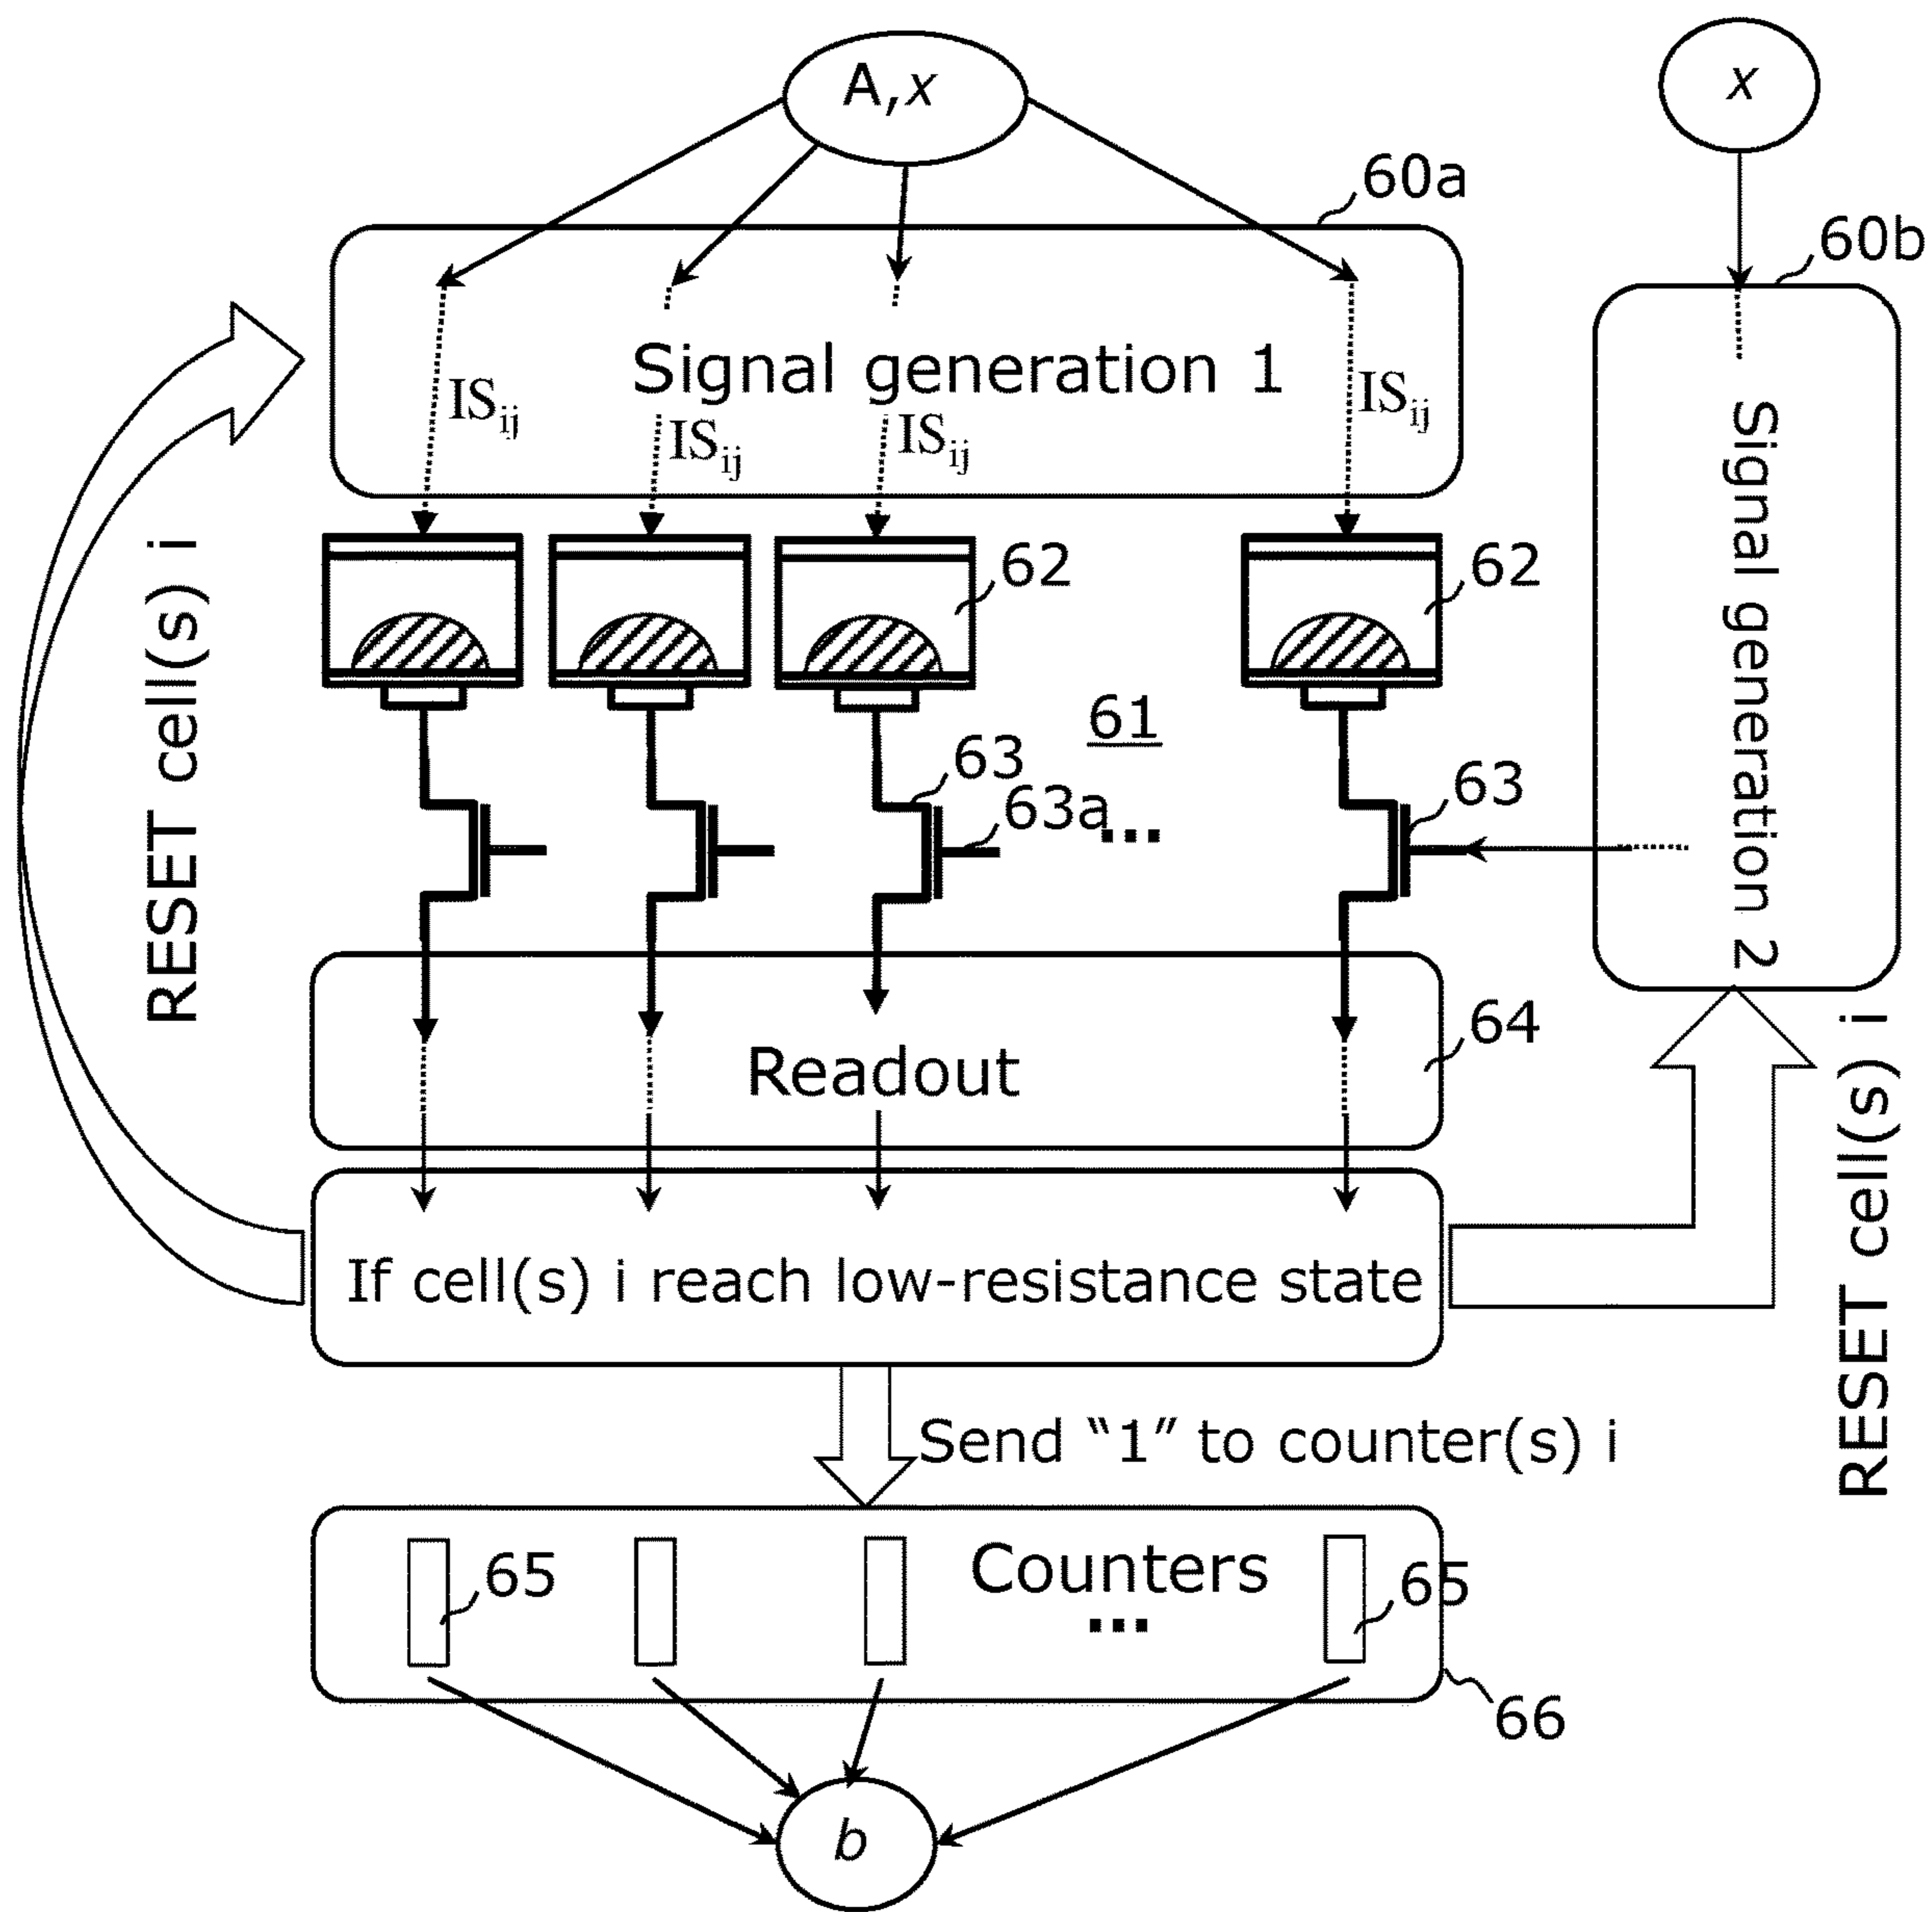 A,x
x
60a
60b
Signal generation 1
IS_ij
IS_ij
IS_ij
IS_ij
Signal generation 2
RESET cell(s) i
62
62
61
63
63a
...
63
Readout
64
If cell(s) i reach low-resistance state
RESET cell(s) i
Send “1” to counter(s) i
65
Counters
...
65
66
b